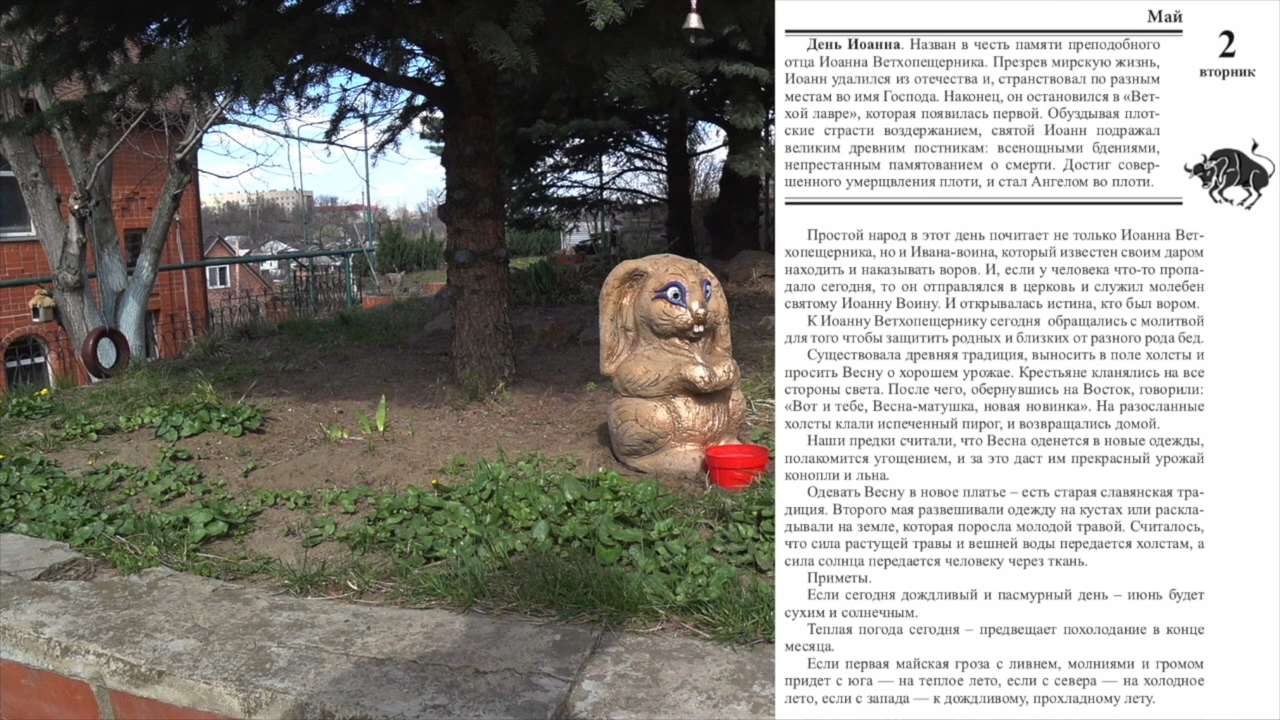 Май
2
вторник
День Иоанна. Назван в честь памяти преподобного
отца Иоанна Ветхопещерника. Презрев мирскую жизнь,
Иоанн удалился из отечества и, странствовал по разным
местам во имя Господа. Наконец, он остановился в «Вет-
хой лавре», которая появилась первой. Обуздывая плот-
ские страсти воздержанием, святой Иоанн подражал
великим древним постникам: всенощными бдениями,
непрестанным памятованием о смерти. Достиг совер-
шенного умерщвления плоти, и стал Ангелом во плоти.
Простой народ в этот день почитает не только Иоанна Вет-
хопещерника, но и Ивана-воина, который известен своим даром
находить и наказывать воров. И, если у человека что-то пропа-
дало сегодня, то он отправлялся в церковь и служил молебен
святому Иоанну Воину. И открывалась истина, кто был вором.
К Иоанну Ветхопещернику сегодня обращались с молитвой
для того чтобы защитить родных и близких от разного рода бед.
Существовала древняя традиция, выносить в поле холсты и
просить Весну о хорошем урожае. Крестьяне кланялись на все
стороны света. После чего, обернувшись на Восток, говорили:
«Вот и тебе, Весна-матушка, новая новинка». На разосланные
холсты клали испеченный пирог, и возвращались домой.
Наши предки считали, что Весна оденется в новые одежды,
полакомится угощением, и за это даст им прекрасный урожай
конопли и льна.
Одевать Весну в новое платье – есть старая славянская тра-
диция. Второго мая развешивали одежду на кустах или раскла-
дывали на земле, которая поросла молодой травой. Считалось,
что сила растущей травы и вешней воды передается холстам, а
сила солнца передается человеку через ткань.
Приметы.
Если сегодня дождливый и пасмурный день – июнь будет
сухим и солнечным.
Теплая погода сегодня – предвещает похолодание в конце
месяца.
Если первая майская гроза с ливнем, молниями и громом
придет с юга — на теплое лето, если с севера — на холодное
лето, если с запада — к дождливому, прохладному лету.